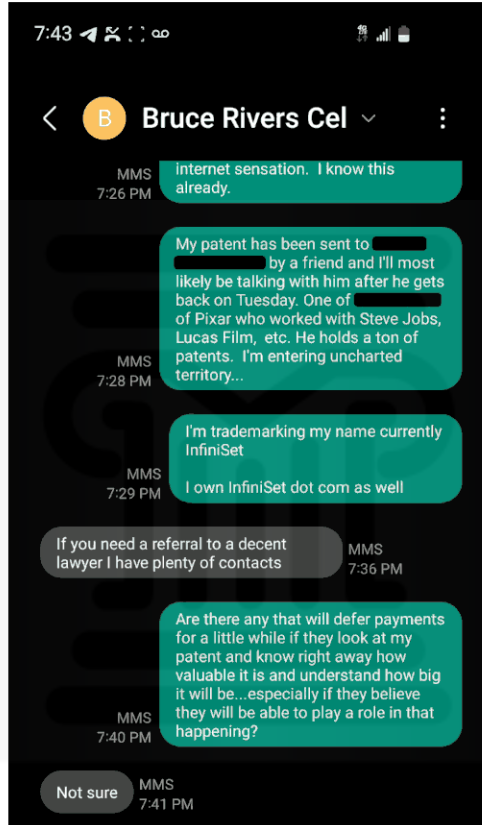 7:43
4G
B
Bruce Rivers Cel
internet sensation.  I know this
already.
MMS
7:26 PM
My patent has been sent to
by a friend and I'll most
likely be talking with him after he gets
back on Tuesday. One of
of Pixar who worked with Steve Jobs,
Lucas Film,  etc. He holds a ton of
patents.  I'm entering uncharted
territory...
MMS
7:28 PM
I'm trademarking my name currently
InfiniSet
I own InfiniSet dot com as well
MMS
7:29 PM
If you need a referral to a decent
lawyer I have plenty of contacts
MMS
7:36 PM
Are there any that will defer payments
for a little while if they look at my
patent and know right away how
valuable it is and understand how big
it will be...especially if they believe
they will be able to play a role in that
happening?
MMS
7:40 PM
Not sure
MMS
7:41 PM